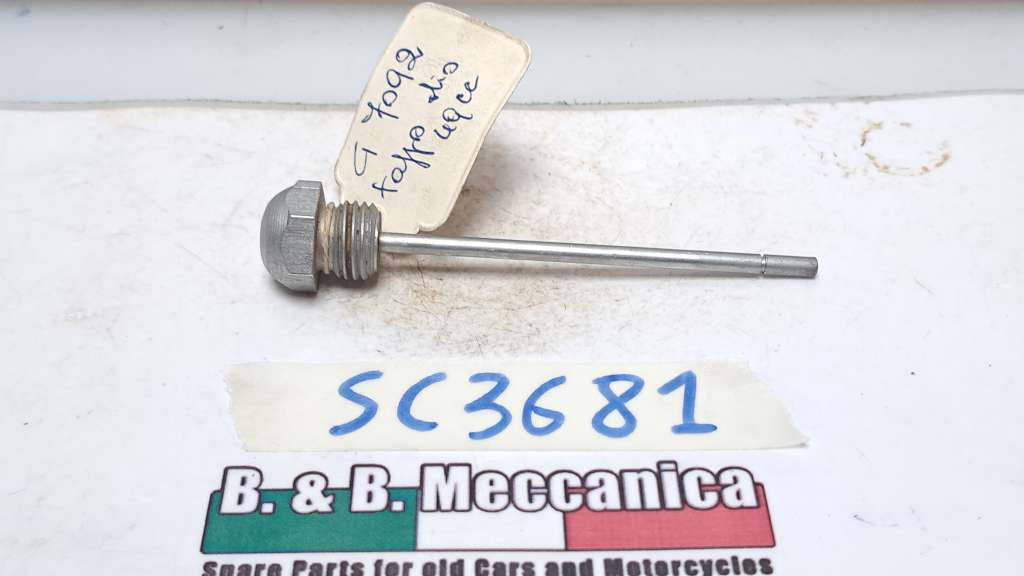 G 7092
tappo olio
49cc
SC3681
B. & B. Meccanica
Spare Parts for old Cars and Motorcycles